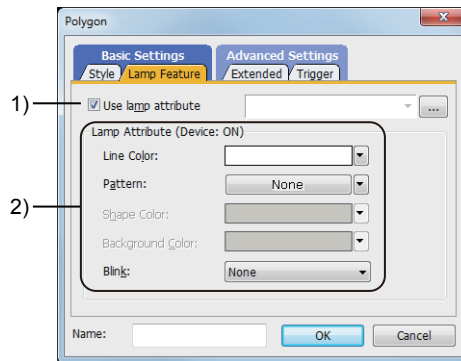 Polygon
Basic Settings
Advanced Settings
Style
Lamp Feature
Extended
Trigger
1)
Use lamp attribute
...
Lamp Attribute (Device: ON)
2)
Line Color:
Pattern:
None
Shape Color:
Background Color:
Blink:
None
Name:
OK
Cancel